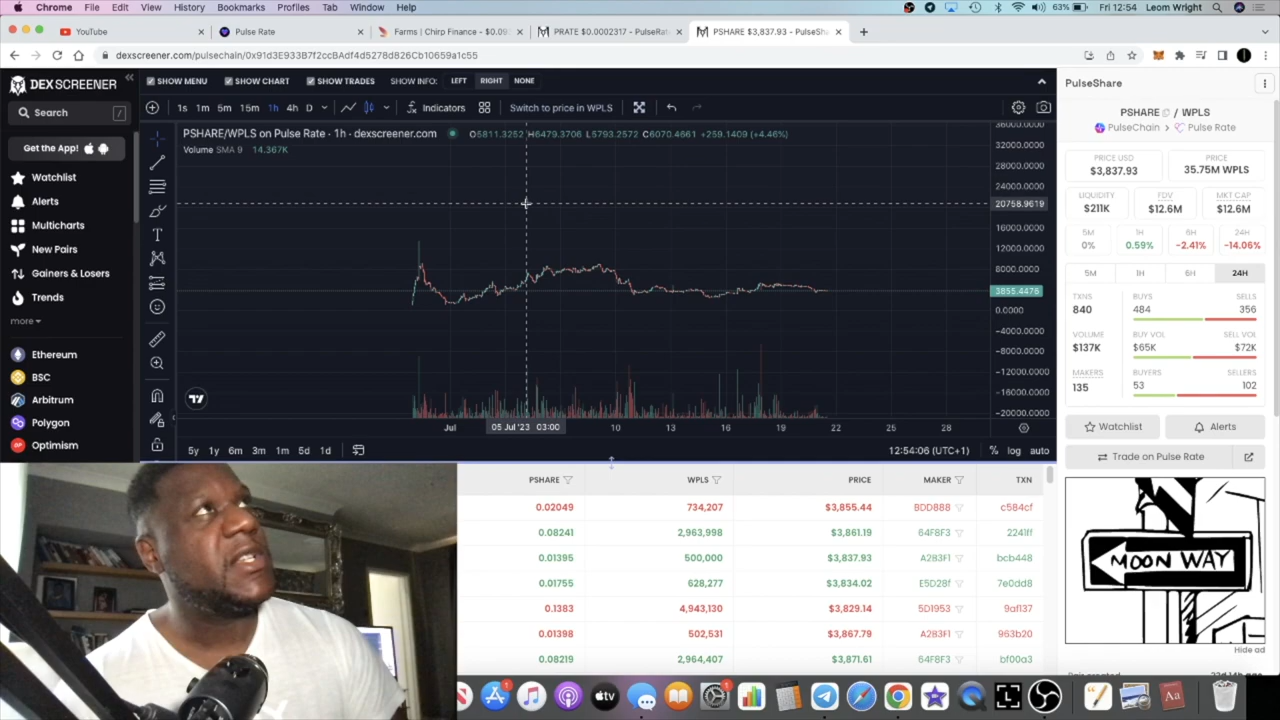 Chrome File Edit View History Bookmarks Profiles Tab Window Help 63% Fri 12:54 Leom Wright
YouTube Pulse Rate Farms | Chirp Finance - $0.09 PRATE $0.0002317 - PulseRat PSHARE $3,837.93 - PulseSha
dexscreener.com/pulsechain/0x91d3E933B7f2ccBAdf4d5278d826b10659a1c55
DEX SCREENER
Search /
Get the App!
Watchlist
Alerts
Multicharts
New Pairs
Gainers & Losers
Trends
more
Ethereum
BSC
Arbitrum
Polygon
Optimism
SHOW MENU SHOW CHART SHOW TRADES SHOW INFO: LEFT RIGHT NONE
1s 1m 5m 15m 1h 4h D Indicators Switch to price in WPLS
PSHARE/WPLS on Pulse Rate · 1h · dexscreener.com O5811.3252 H6479.3706 L5793.2572 C6070.4661 +259.1409 (+4.46%)
Volume SMA 9 14.367K
36000.0000
32000.0000
28000.0000
24000.0000
20758.9619
16000.0000
12000.0000
8000.0000
3855.4476
0.0000
-4000.0000
-8000.0000
-12000.0000
-16000.0000
-20000.0000
Jul 05 Jul '23 03:00 10 13 16 19 22 25 28
5y 1y 6m 3m 1m 5d 1d 12:54:06 (UTC+1) % log auto
PSHARE WPLS PRICE MAKER TXN
0.02049 734,207 $3,855.44 BDD888 c584cf
0.08241 2,963,998 $3,861.19 64F8F3 2241ff
0.01395 500,000 $3,837.93 A283F1 bcb448
0.01755 628,277 $3,834.02 E5D28f 7e0dd8
0.1383 4,943,130 $3,829.14 5D1953 9af137
0.01398 502,531 $3,867.79 A283F1 963b20
0.08219 2,964,407 $3,871.61 64F8F3 bf00a3
PulseShare
PSHARE / WPLS
PulseChain Pulse Rate
PRICE USD PRICE
$3,837.93 35.75M WPLS
LIQUIDITY FDV MKT CAP
$211K $12.6M $12.6M
5M 1H 6H 24H
0% 0.59% -2.41% -14.06%
5M 1H 6H 24H
TXNS BUYS SELLS
840 484 356
VOLUME BUY VOL SELL VOL
$137K $65K $72K
MAKERS BUYERS SELLERS
135 53 102
Watchlist Alerts
Trade on Pulse Rate
MOON WAY
Hide ad